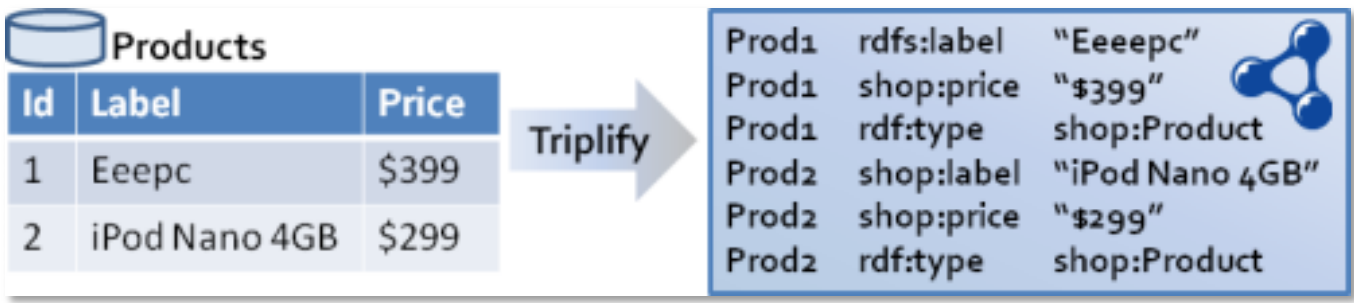 Products
Id Label Price
1 Eeepc $399
2 iPod Nano 4GB $299
Triplify
Prod1 rdfs:label “Eeeepc”
Prod1 shop:price “$399”
Prod1 rdf:type shop:Product
Prod2 shop:label “iPod Nano 4GB”
Prod2 shop:price “$299”
Prod2 rdf:type shop:Product